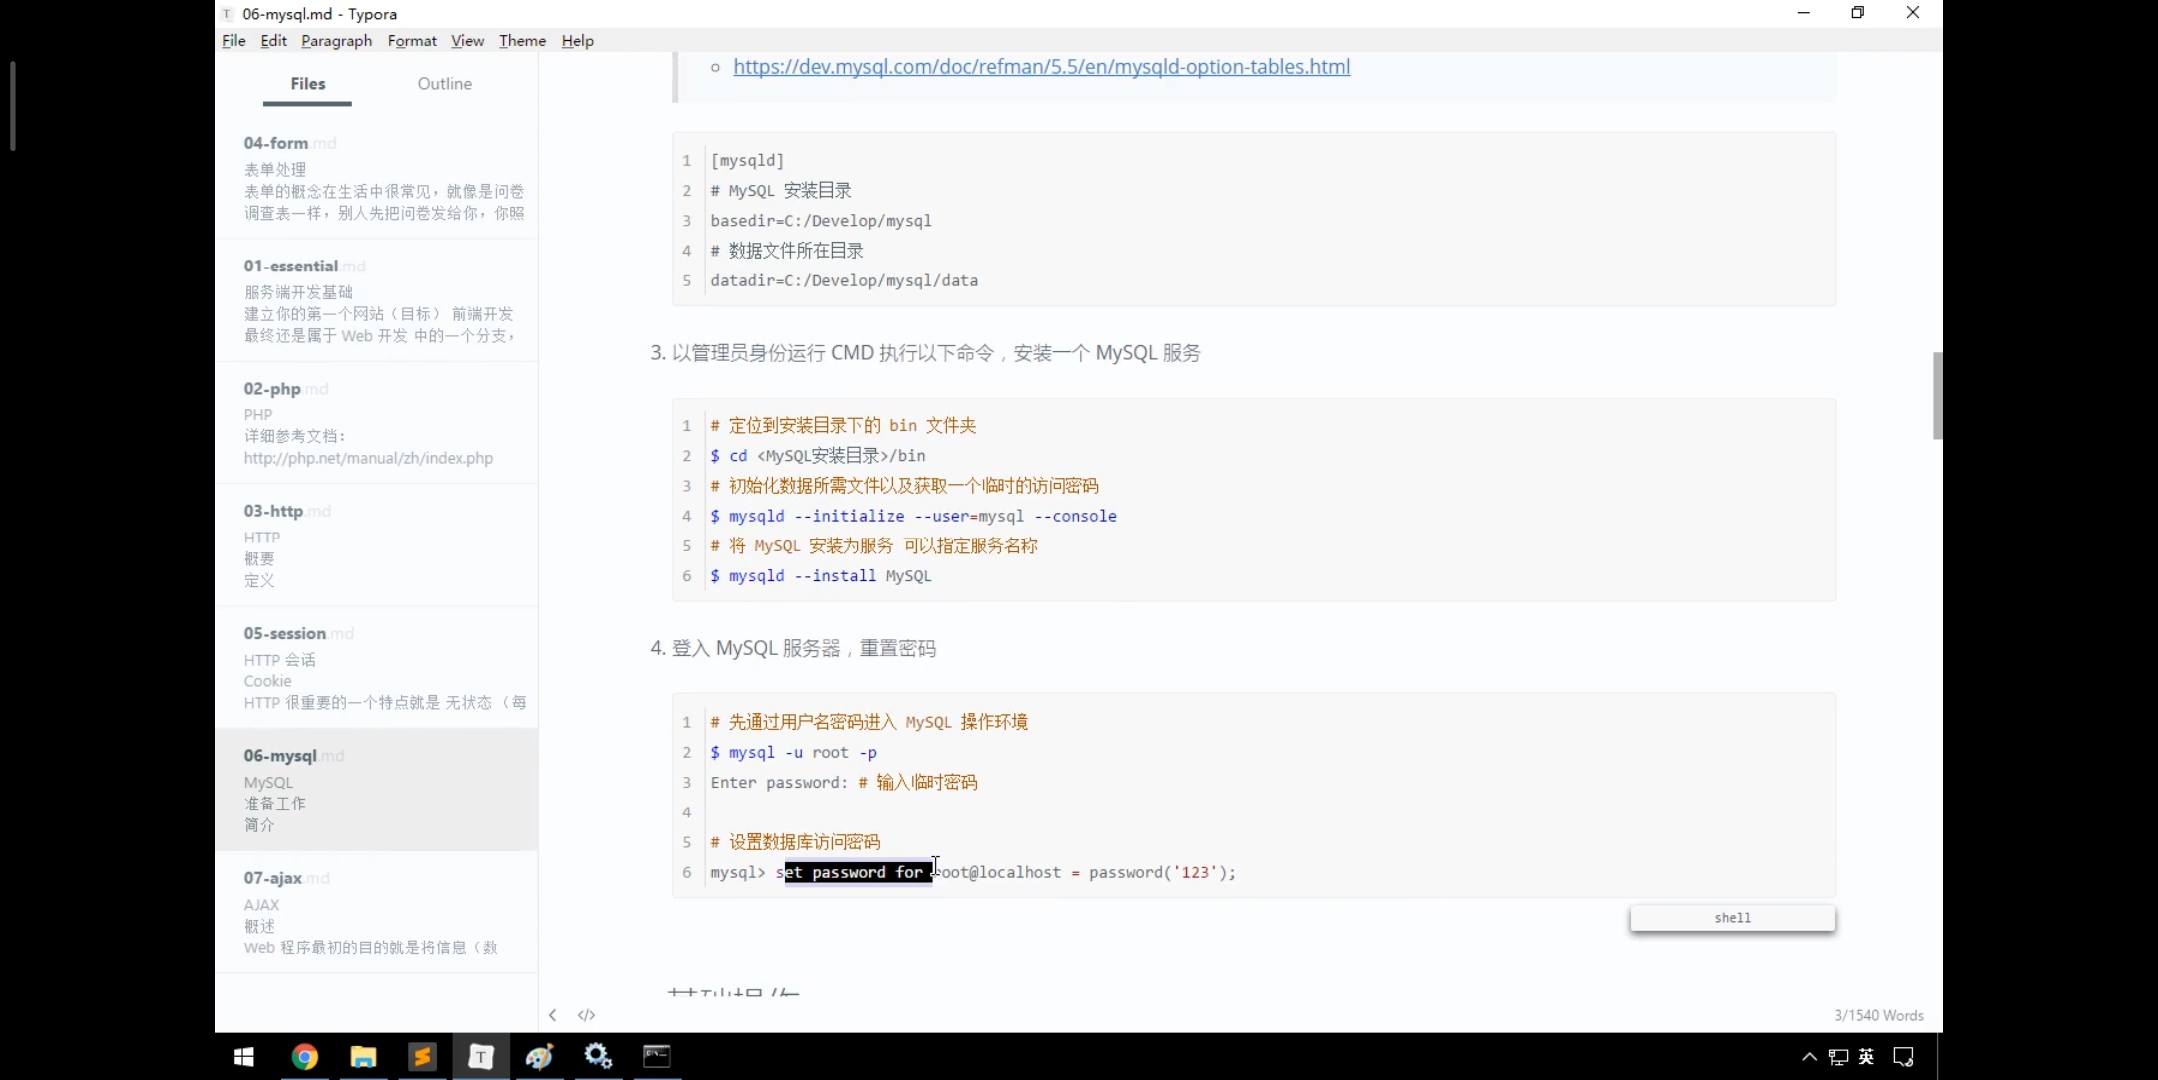 06-mysql.md - Typora
File Edit Paragraph Format View Theme Help
Files Outline
04-form.md
表单处理
表单的概念在生活中很常见，就像是问卷
调查表一样，别人先把问卷发给你，你照
01-essential.md
服务端开发基础
建立你的第一个网站（目标） 前端开发
最终还是属于 Web 开发 中的一个分支，
02-php.md
PHP
详细参考文档：
http://php.net/manual/zh/index.php
03-http.md
HTTP
概要
定义
05-session.md
HTTP 会话
Cookie
HTTP 很重要的一个特点就是 无状态 （每
06-mysql.md
MySQL
准备工作
简介
07-ajax.md
AJAX
概述
Web 程序最初的目的就是将信息（数
https://dev.mysql.com/doc/refman/5.5/en/mysqld-option-tables.html
1 [mysqld]
2 # MySQL 安装目录
3 basedir=C:/Develop/mysql
4 # 数据文件所在目录
5 datadir=C:/Develop/mysql/data
3. 以管理员身份运行 CMD 执行以下命令，安装一个 MySQL 服务
1 # 定位到安装目录下的 bin 文件夹
2 $ cd <MySQL安装目录>/bin
3 # 初始化数据所需文件以及获取一个临时的访问密码
4 $ mysqld --initialize --user=mysql --console
5 # 将 MySQL 安装为服务 可以指定服务名称
6 $ mysqld --install MySQL
4. 登入 MySQL 服务器，重置密码
1 # 先通过用户名密码进入 MySQL 操作环境
2 $ mysql -u root -p
3 Enter password: # 输入临时密码
4
5 # 设置数据库访问密码
6 mysql> set password for root@localhost = password('123');
shell
基础操作
3/1540 Words
英